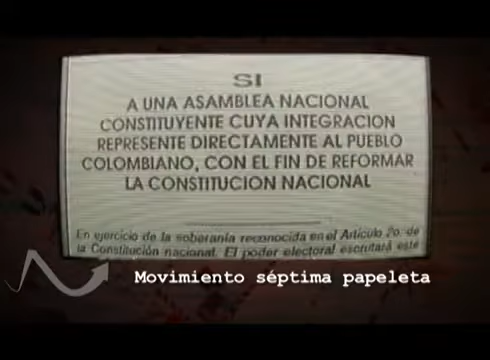 SI
A UNA ASAMBLEA NACIONAL
CONSTITUYENTE CUYA INTEGRACION
REPRESENTE DIRECTAMENTE AL PUEBLO
COLOMBIANO, CON EL FIN DE REFORMAR
LA CONSTITUCION NACIONAL
En ejercicio de la soberanía reconocida en el Artículo 2o. de
la Constitución nacional. El poder electoral escrutará este
Movimiento séptima papeleta